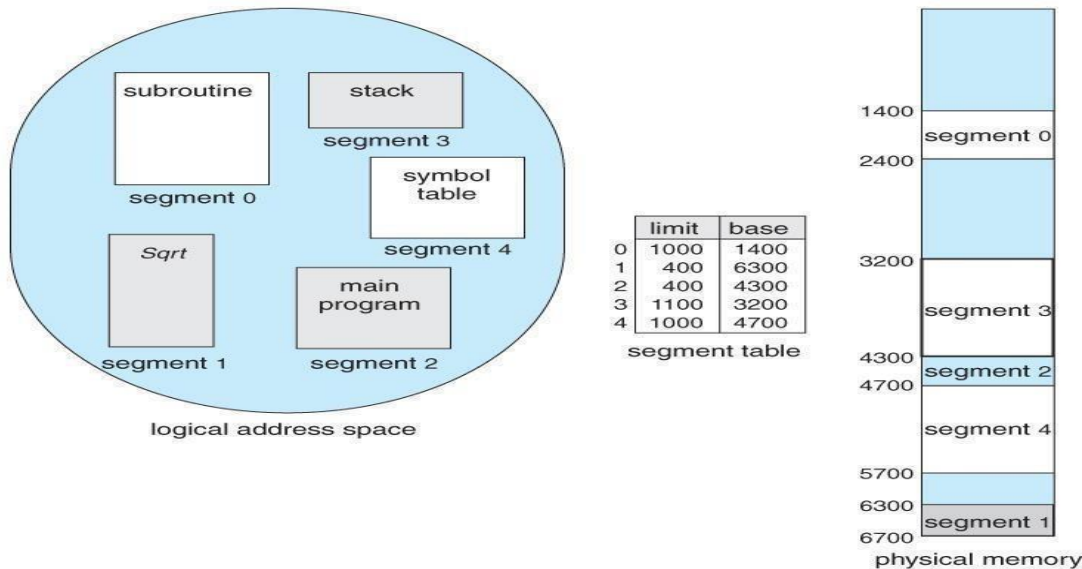 subroutine
segment 0
stack
segment 3
symbol
table
segment 4
Sqrt
segment 1
main
program
segment 2
logical address space
limit base
0 1000 1400
1 400 6300
2 400 4300
3 1100 3200
4 1000 4700
segment table
1400
segment 0
2400
3200
segment 3
4300
segment 2
4700
segment 4
5700
6300
segment 1
6700
physical memory